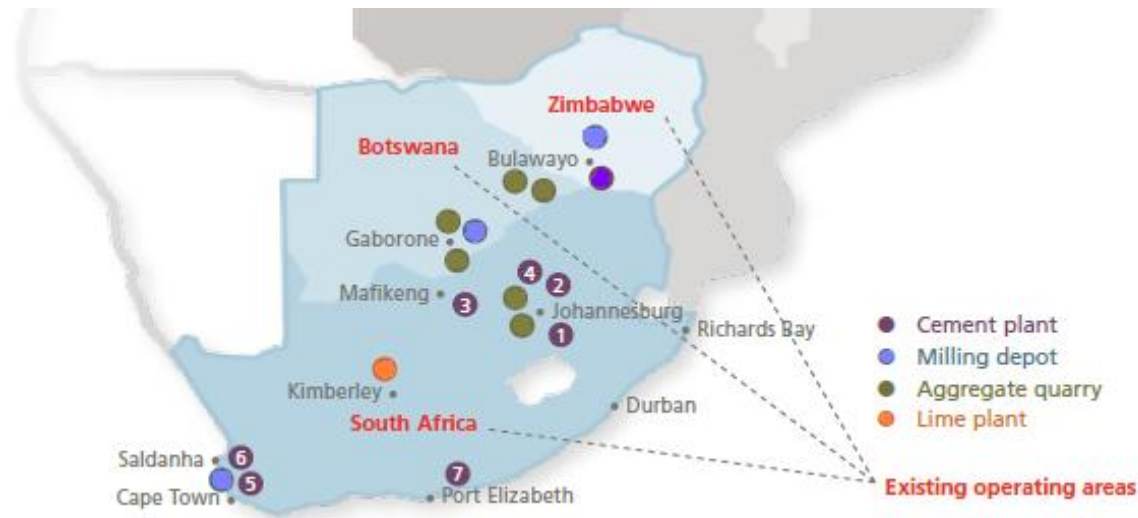 Zimbabwe
Botswana
Bulawayo
Gaborone
4
2
Mafikeng
3
Johannesburg
1
Richards Bay
Cement plant
Milling depot
Aggregate quarry
Lime plant
Kimberley
Durban
South Africa
Saldanha
6
5
7
Cape Town
Port Elizabeth
Existing operating areas